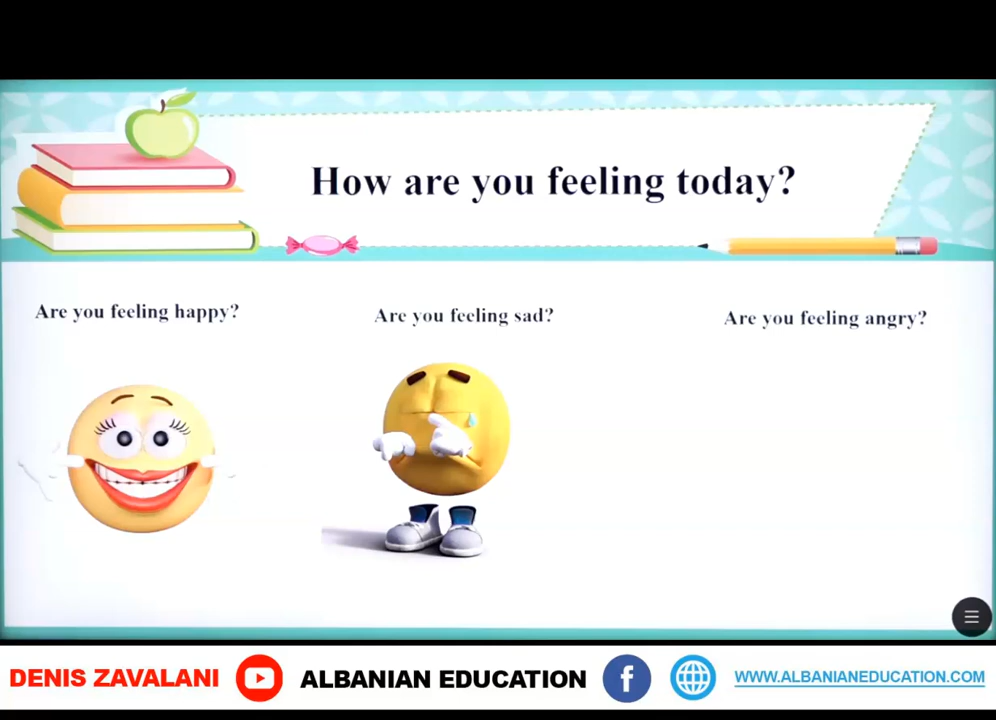 How are you feeling today?
Are you feeling happy?
Are you feeling sad?
Are you feeling angry?
DENIS ZAVALANI
ALBANIAN EDUCATION
WWW.ALBANIANEDUCATION.COM